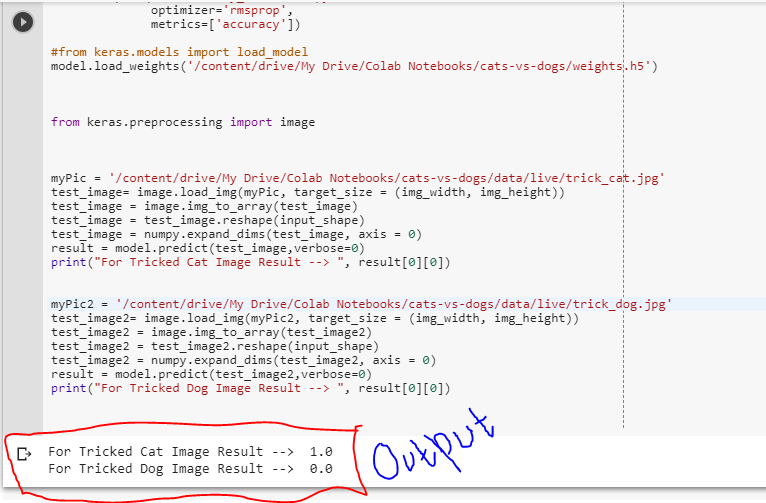 optimizer='rmsprop',
metrics=['accuracy'])
#from keras.models import load_model
model.load_weights('/content/drive/My Drive/Colab Notebooks/cats-vs-dogs/weights.h5')
from keras.preprocessing import image
myPic = '/content/drive/My Drive/Colab Notebooks/cats-vs-dogs/data/live/trick_cat.jpg'
test_image= image.load_img(myPic, target_size = (img_width, img_height))
test_image = image.img_to_array(test_image)
test_image = test_image.reshape(input_shape)
test_image = numpy.expand_dims(test_image, axis = 0)
result = model.predict(test_image,verbose=0)
print("For Tricked Cat Image Result --> ", result[0][0])
myPic2 = '/content/drive/My Drive/Colab Notebooks/cats-vs-dogs/data/live/trick_dog.jpg'
test_image2= image.load_img(myPic2, target_size = (img_width, img_height))
test_image2 = image.img_to_array(test_image2)
test_image2 = test_image2.reshape(input_shape)
test_image2 = numpy.expand_dims(test_image2, axis = 0)
result = model.predict(test_image2,verbose=0)
print("For Tricked Dog Image Result --> ", result[0][0])
For Tricked Cat Image Result -->  1.0
For Tricked Dog Image Result -->  0.0
Output